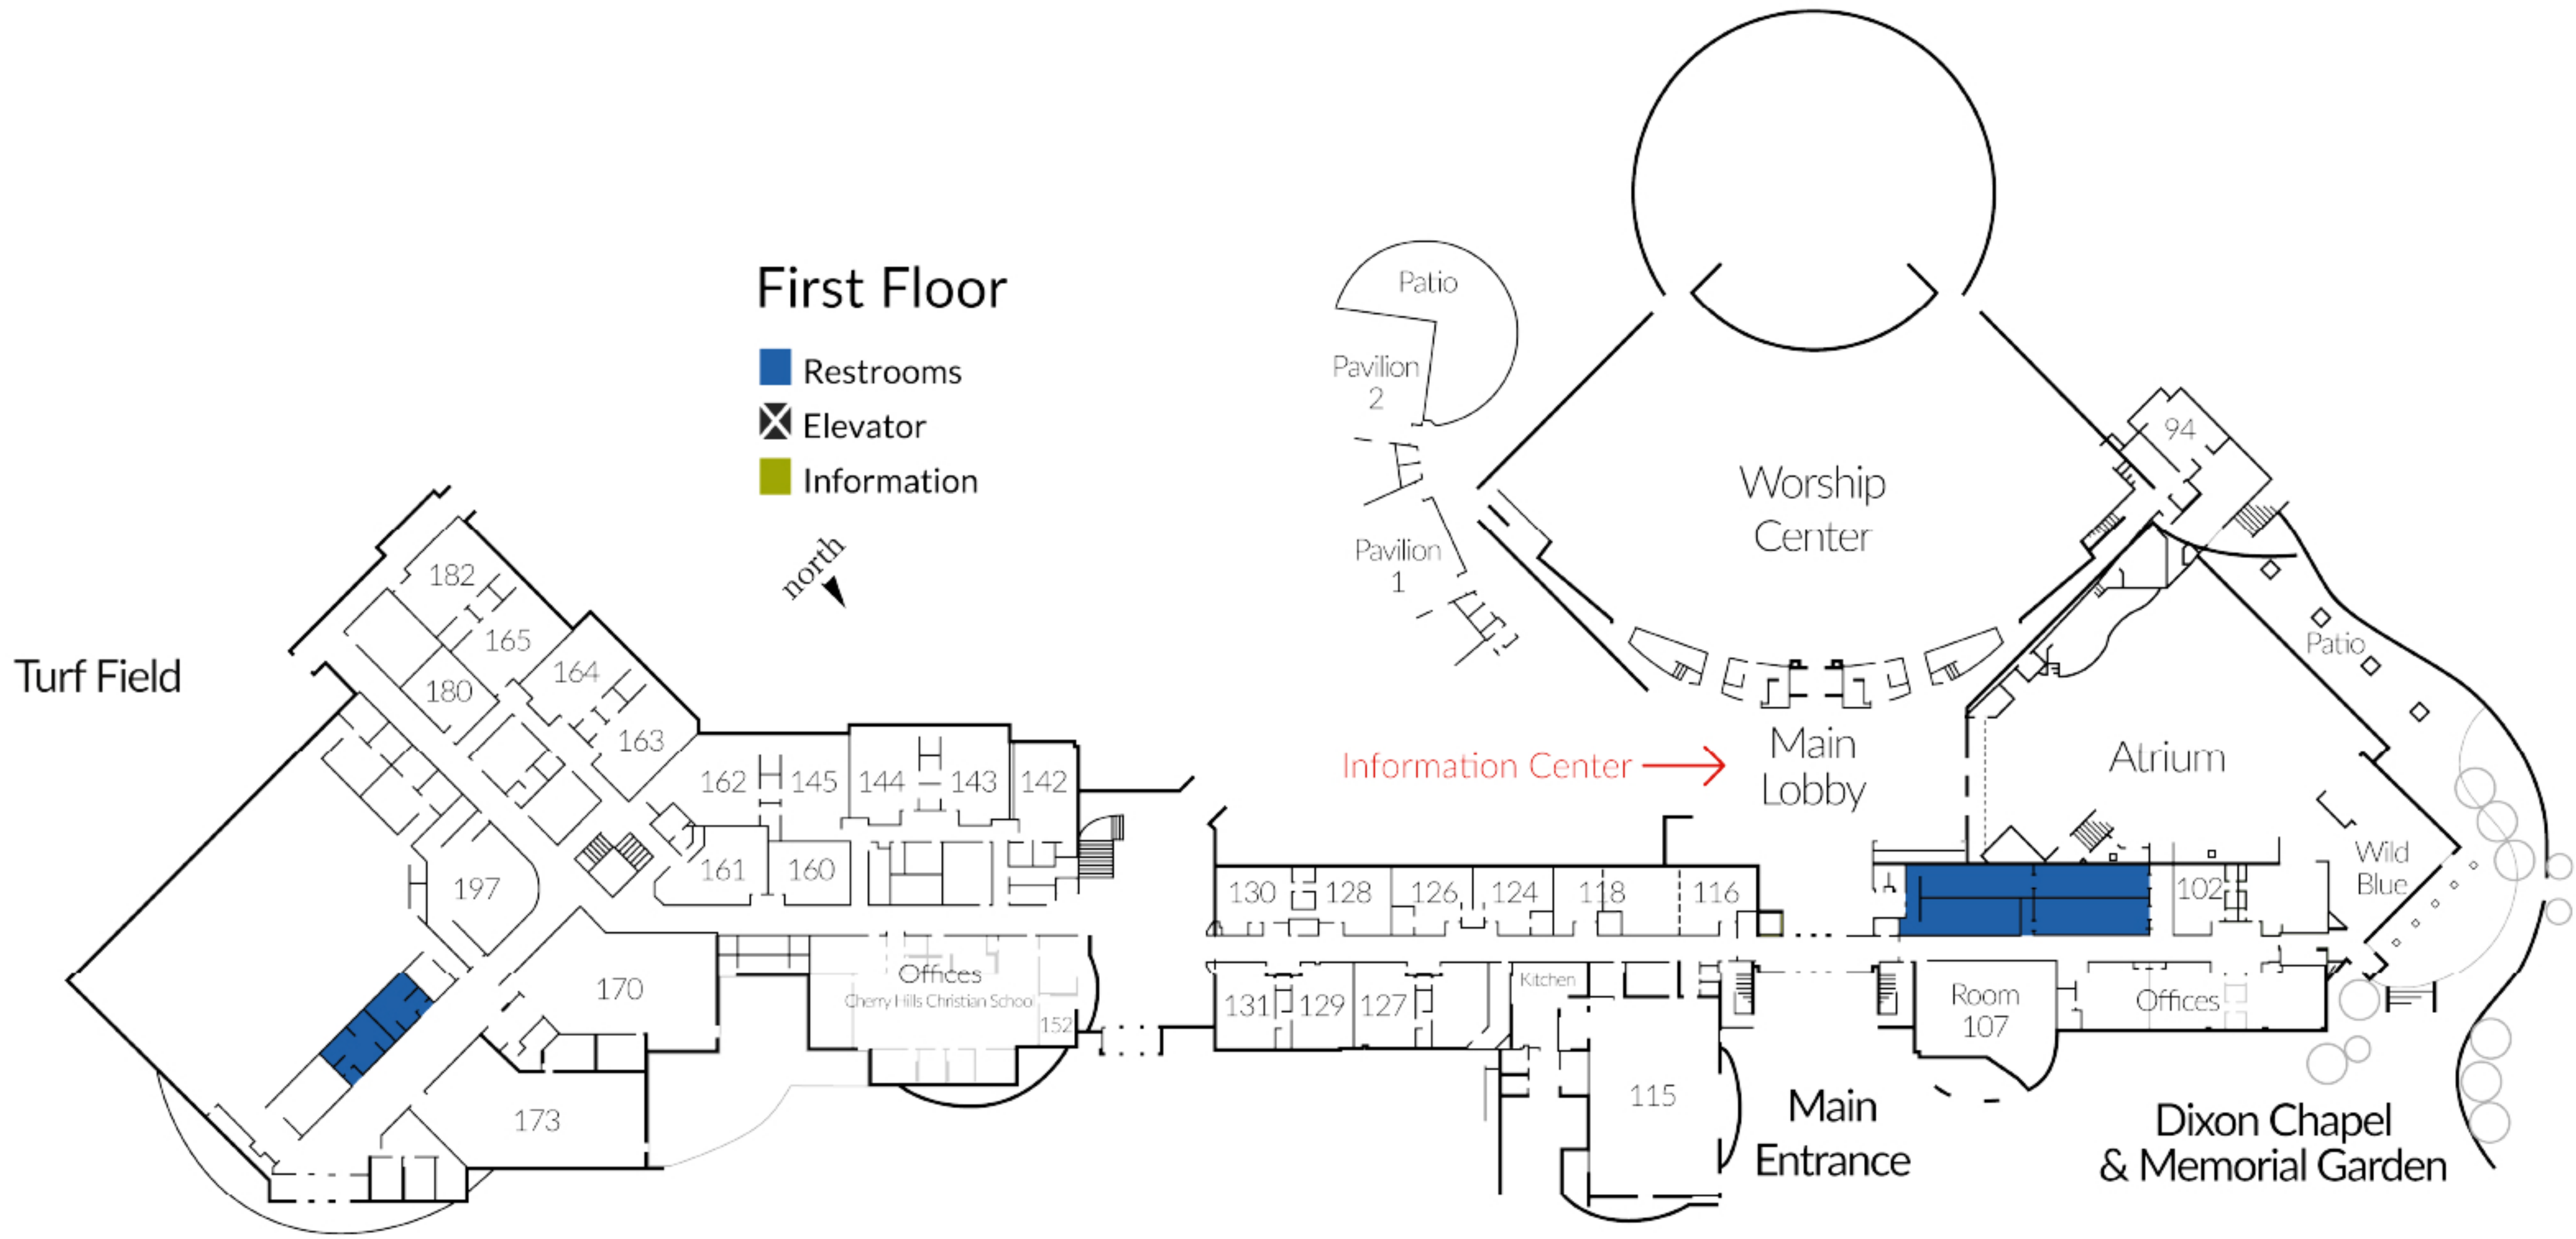 First Floor
Restrooms
Elevator
Information
north
Patio
Pavilion
2
Pavilion
1
Worship
Center
94
Patio
Information Center
Main
Lobby
Atrium
Wild
Blue
Turf Field
182
165
180
164
163
162
145
144
143
142
161
160
197
170
173
Offices
Cherry Hills Christian School
152
130
128
126
124
118
116
102
131
129
127
Kitchen
115
Room
107
Offices
Main
Entrance
Dixon Chapel
& Memorial Garden